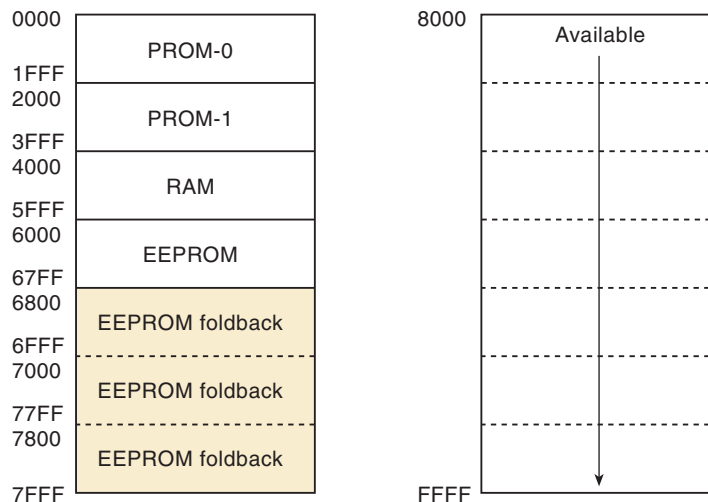 0000
PROM-0
1FFF
2000
PROM-1
3FFF
4000
RAM
5FFF
6000
EEPROM
67FF
6800
EEPROM foldback
6FFF
7000
EEPROM foldback
77FF
7800
EEPROM foldback
7FFF
8000
Available
FFFF